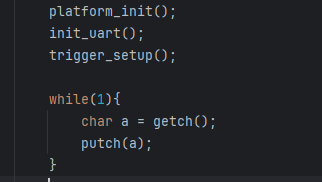 platform_init();
init_uart();
trigger_setup();
while(1){
char a = getch();
putch(a);
}